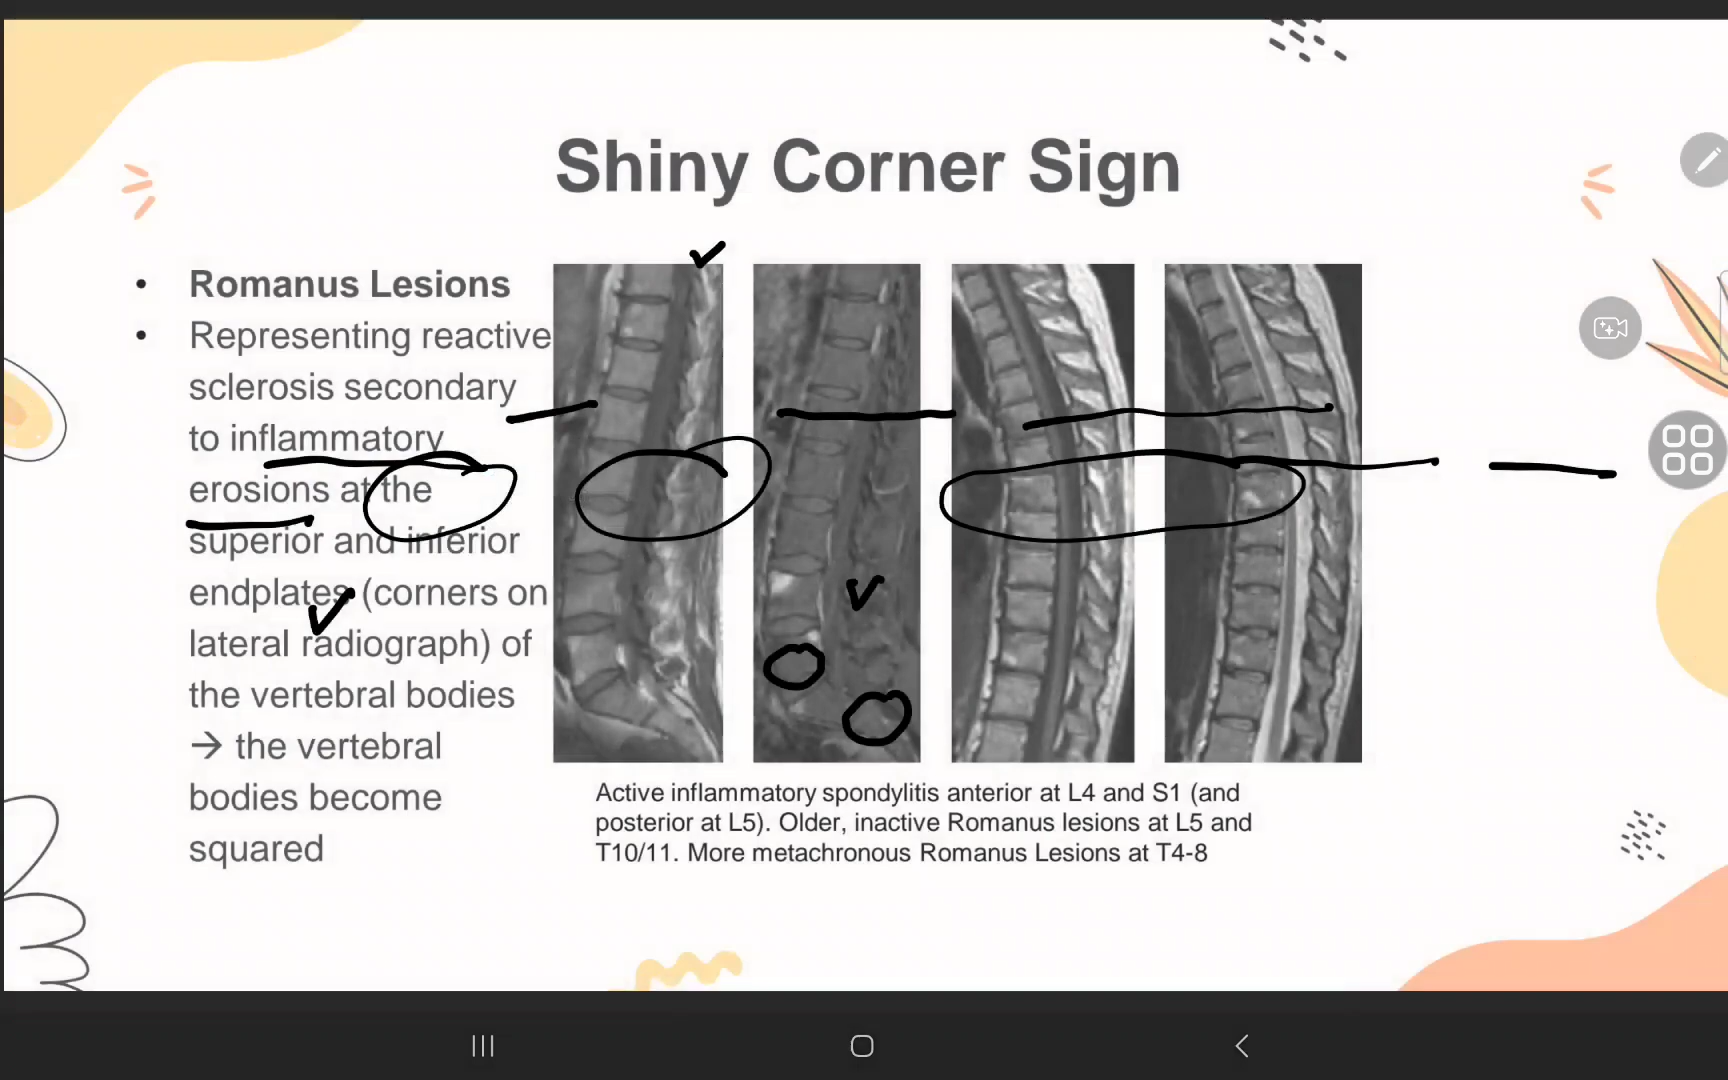 Shiny Corner Sign
• Romanus Lesions
• Representing reactive
sclerosis secondary
to inflammatory
erosions at the
superior and inferior
endplates (corners on
lateral radiograph) of
the vertebral bodies
→ the vertebral
bodies become
squared
Active inflammatory spondylitis anterior at L4 and S1 (and
posterior at L5). Older, inactive Romanus lesions at L5 and
T10/11. More metachronous Romanus Lesions at T4-8